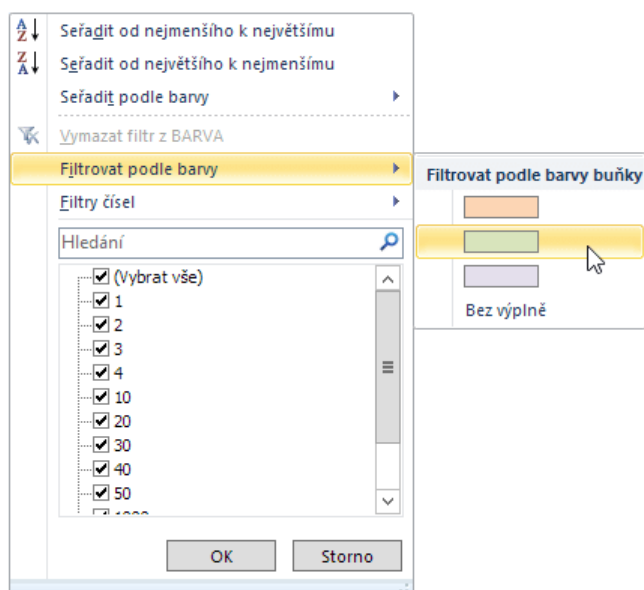 Seřadit od nejmenšího k největšímu
Seřadit od největšího k nejmenšímu
Seřadit podle barvy
Vymazat filtr z BARVA
Filtrovat podle barvy
Filtry čísel
Hledání
(Vybrat vše)
1
2
3
4
10
20
30
40
50
OK Storno
Filtrovat podle barvy buňky
Bez výplně